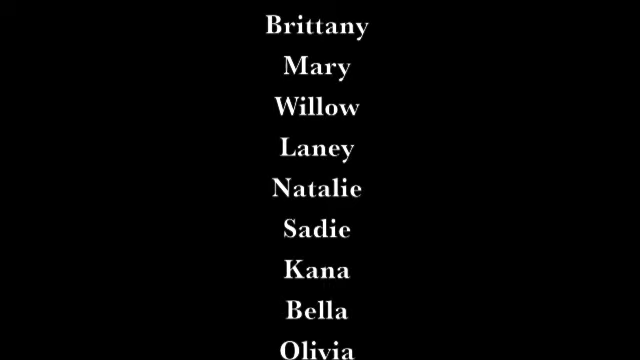 Brittany
Mary
Willow
Laney
Natalie
Sadie
Kana
Bella
Olivia